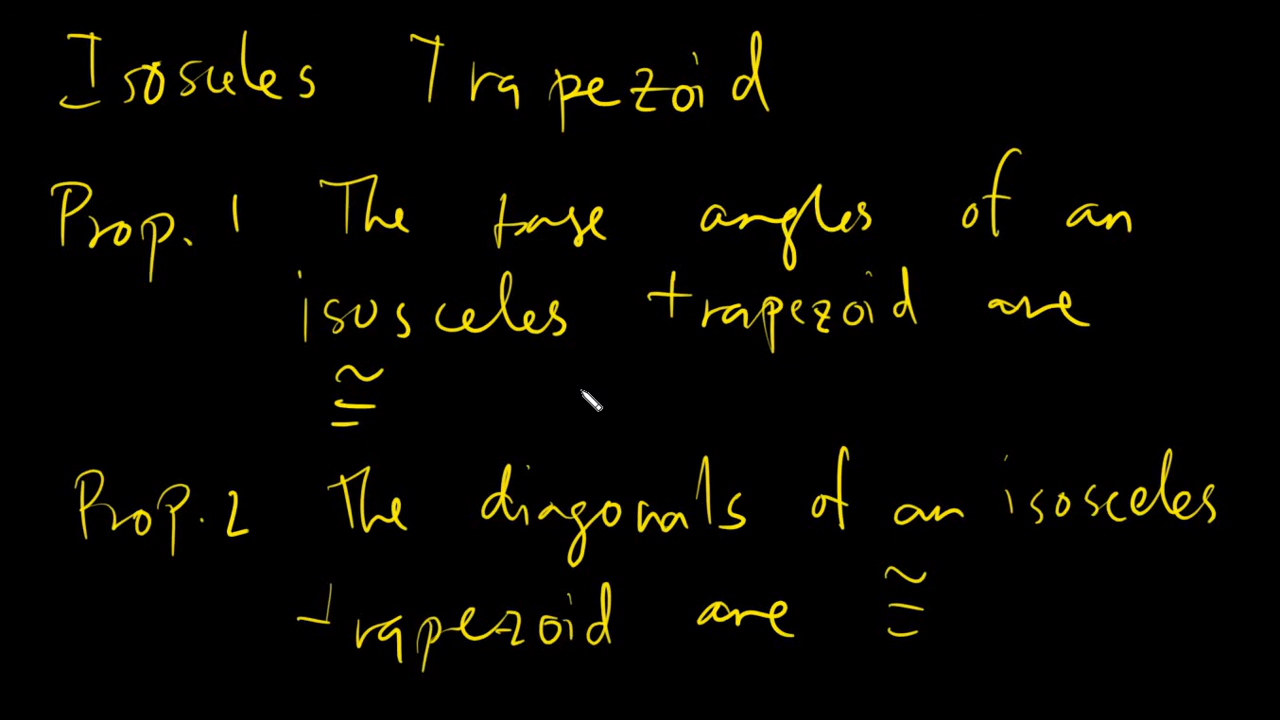 Isosceles Trapezoid
Prop. 1 The base angles of an
isosceles trapezoid are
≅
Prop. 2 The diagonals of an isosceles
trapezoid are ≅